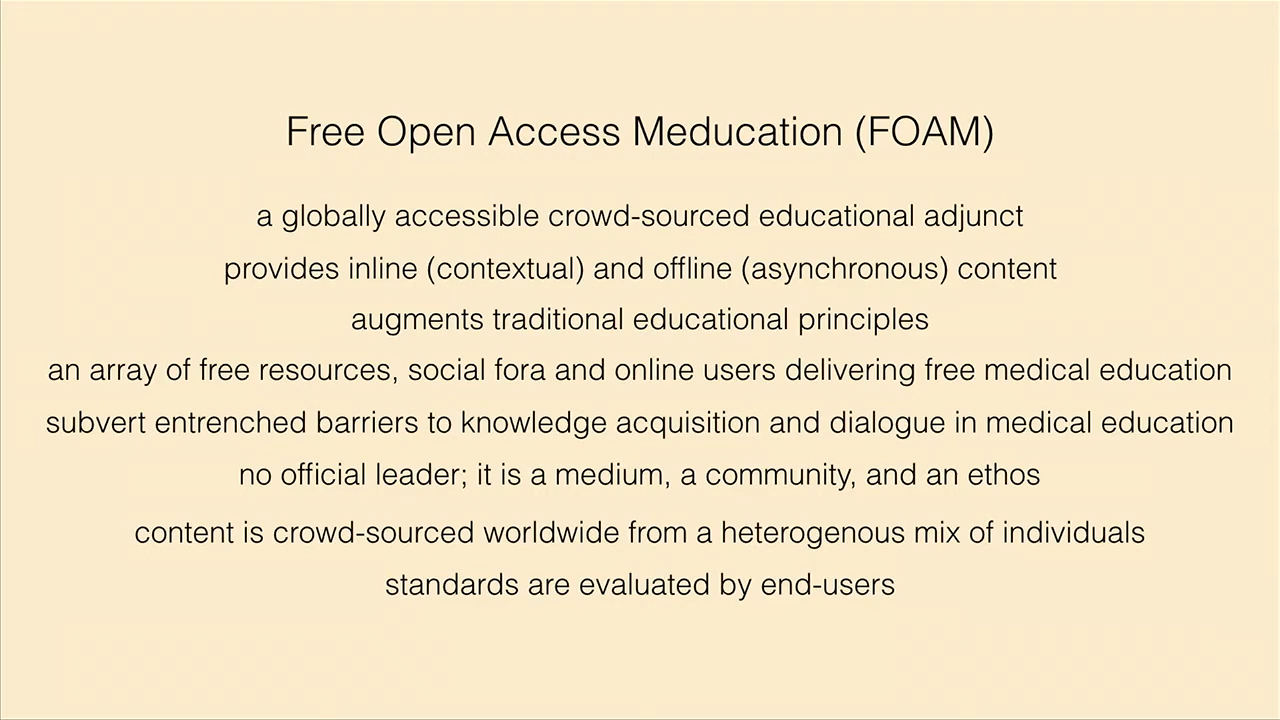 Free Open Access Meducation (FOAM)
a globally accessible crowd-sourced educational adjunct
provides inline (contextual) and offline (asynchronous) content
augments traditional educational principles
an array of free resources, social fora and online users delivering free medical education
subvert entrenched barriers to knowledge acquisition and dialogue in medical education
no official leader; it is a medium, a community, and an ethos
content is crowd-sourced worldwide from a heterogenous mix of individuals
standards are evaluated by end-users